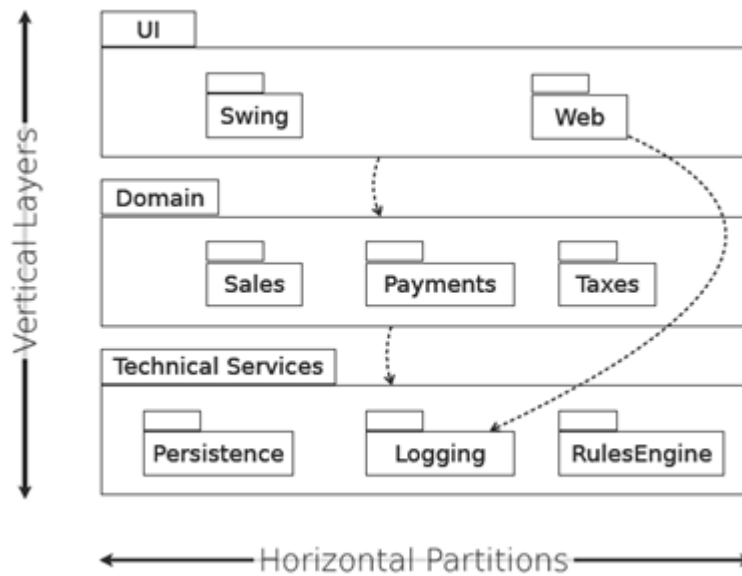 UI
Swing
Web
Domain
Sales
Payments
Taxes
Technical Services
Persistence
Logging
RulesEngine
Vertical Layers
Horizontal Partitions